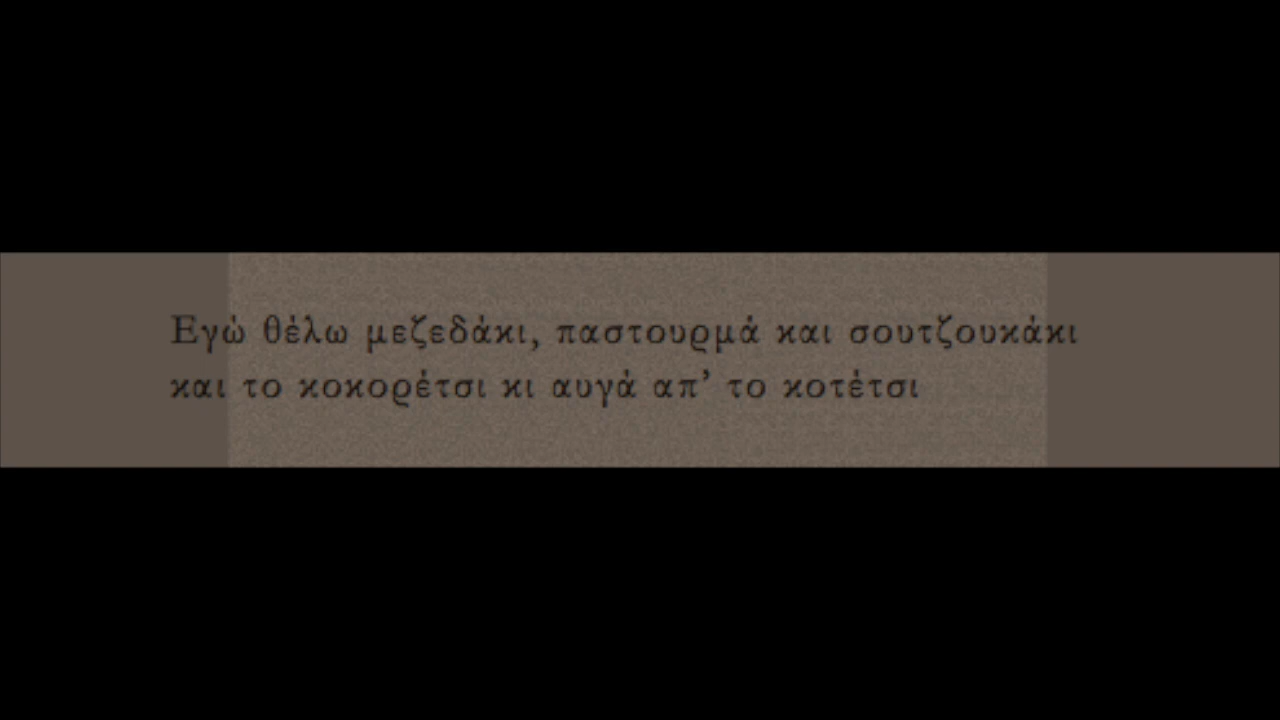 Εγώ θέλω μεζεδάκι, παστουρμά και σουτζουκάκι
και το κοκορέτσι κι αυγά απ’ το κοτέτσι